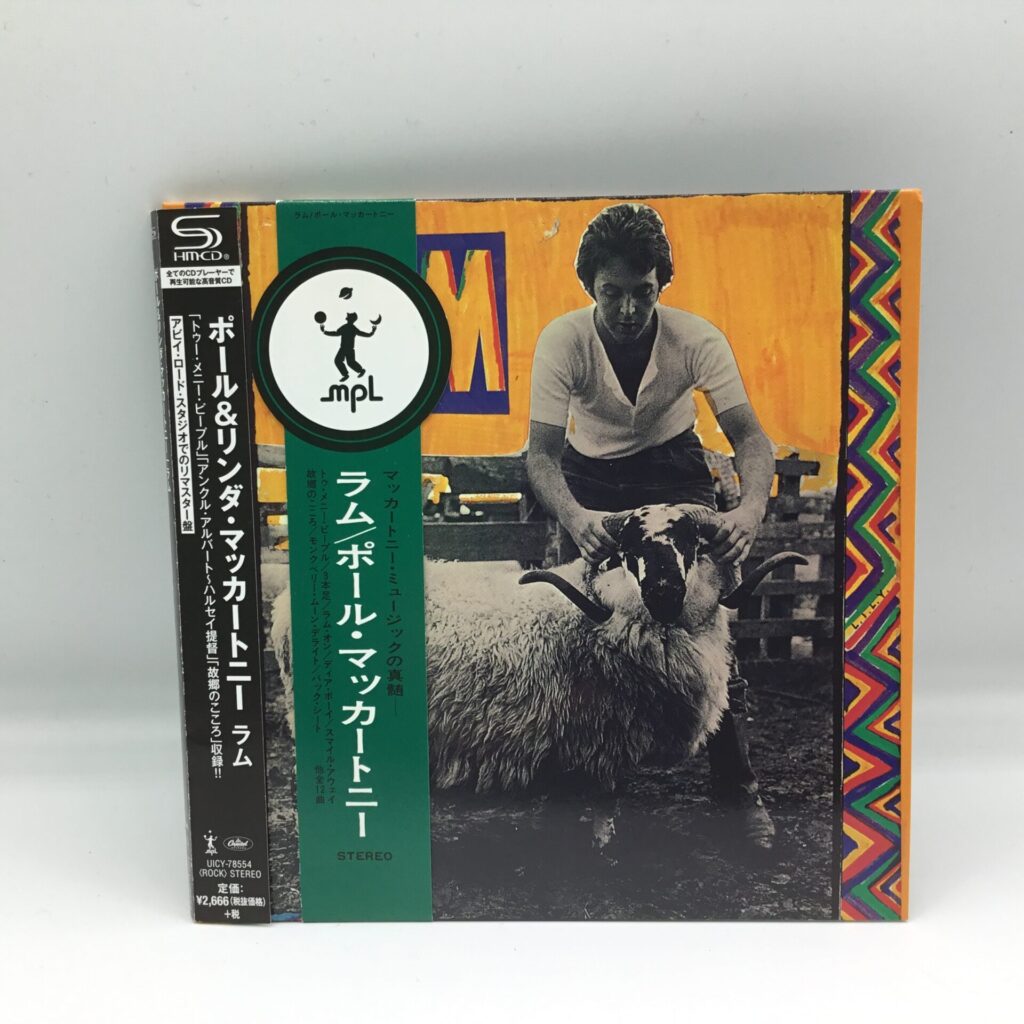 SHM-CD®
全てのCDプレーヤーで
再生可能な高音質CD
ポール&リンダ・マッカートニー ラム
「トゥー・メニー・ピープル」「アンクル・アルバート〜ハルセイ提督」「故郷のこころ」収録!!
アビイ・ロード・スタジオでのリマスター盤
Capitol
UICY-78554
(ROCK) STEREO
定価:
¥2,666(税抜価格)
+税
ラム/ポール・マッカートニー
mpL
マッカートニー・ミュージックの真髄―
ラム/ポール・マッカートニー
トゥ・メニー・ピープル/3本足/ラム・オン/ディア・ボーイ/スマイル・アウェイ
故郷のこころ/モンクベリー・ムーン・デライト/バック・シート
他全12曲
STEREO
M
L.I.L.Y.